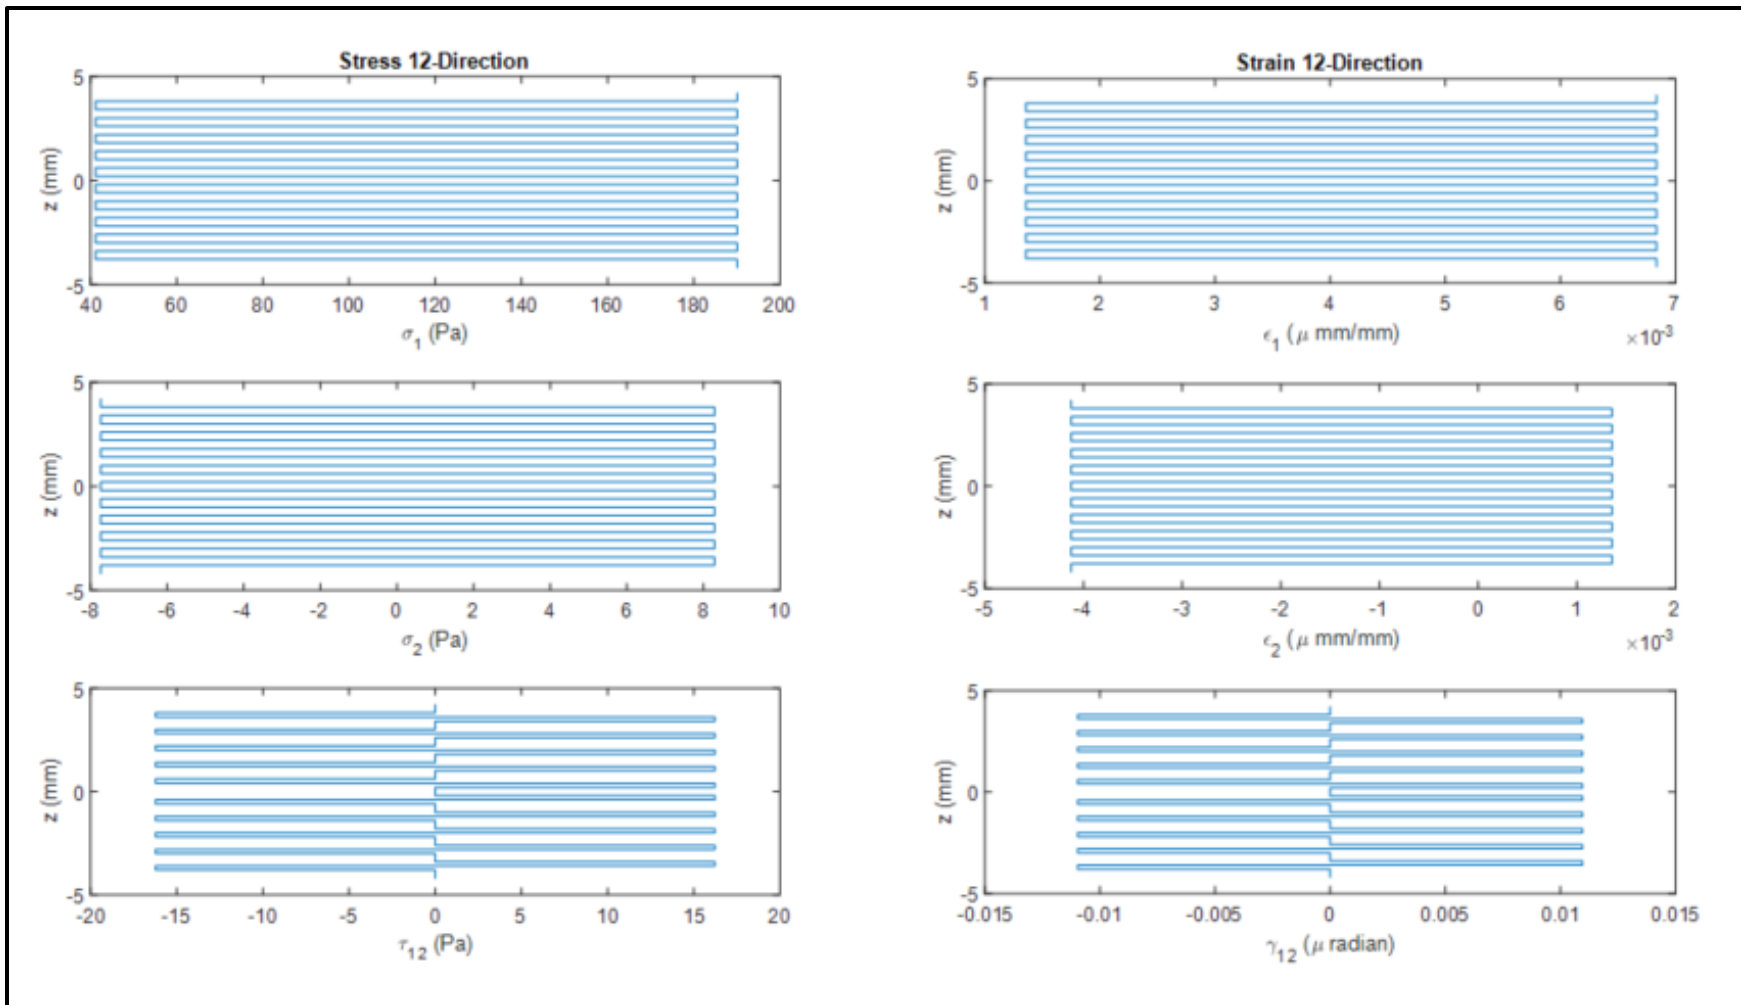 Stress 12-Direction
5
0
-5
z (mm)
40 60 80 100 120 140 160 180 200
σ1 (Pa)
Strain 12-Direction
5
0
-5
z (mm)
1 2 3 4 5 6 7
ϵ1 (μ mm/mm)
×10-3
5
0
-5
z (mm)
-8 -6 -4 -2 0 2 4 6 8 10
σ2 (Pa)
5
0
-5
z (mm)
-5 -4 -3 -2 -1 0 1 2
ϵ2 (μ mm/mm)
×10-3
5
0
-5
z (mm)
-20 -15 -10 -5 0 5 10 15 20
τ12 (Pa)
5
0
-5
z (mm)
-0.015 -0.01 -0.005 0 0.005 0.01 0.015
γ12 (μ radian)